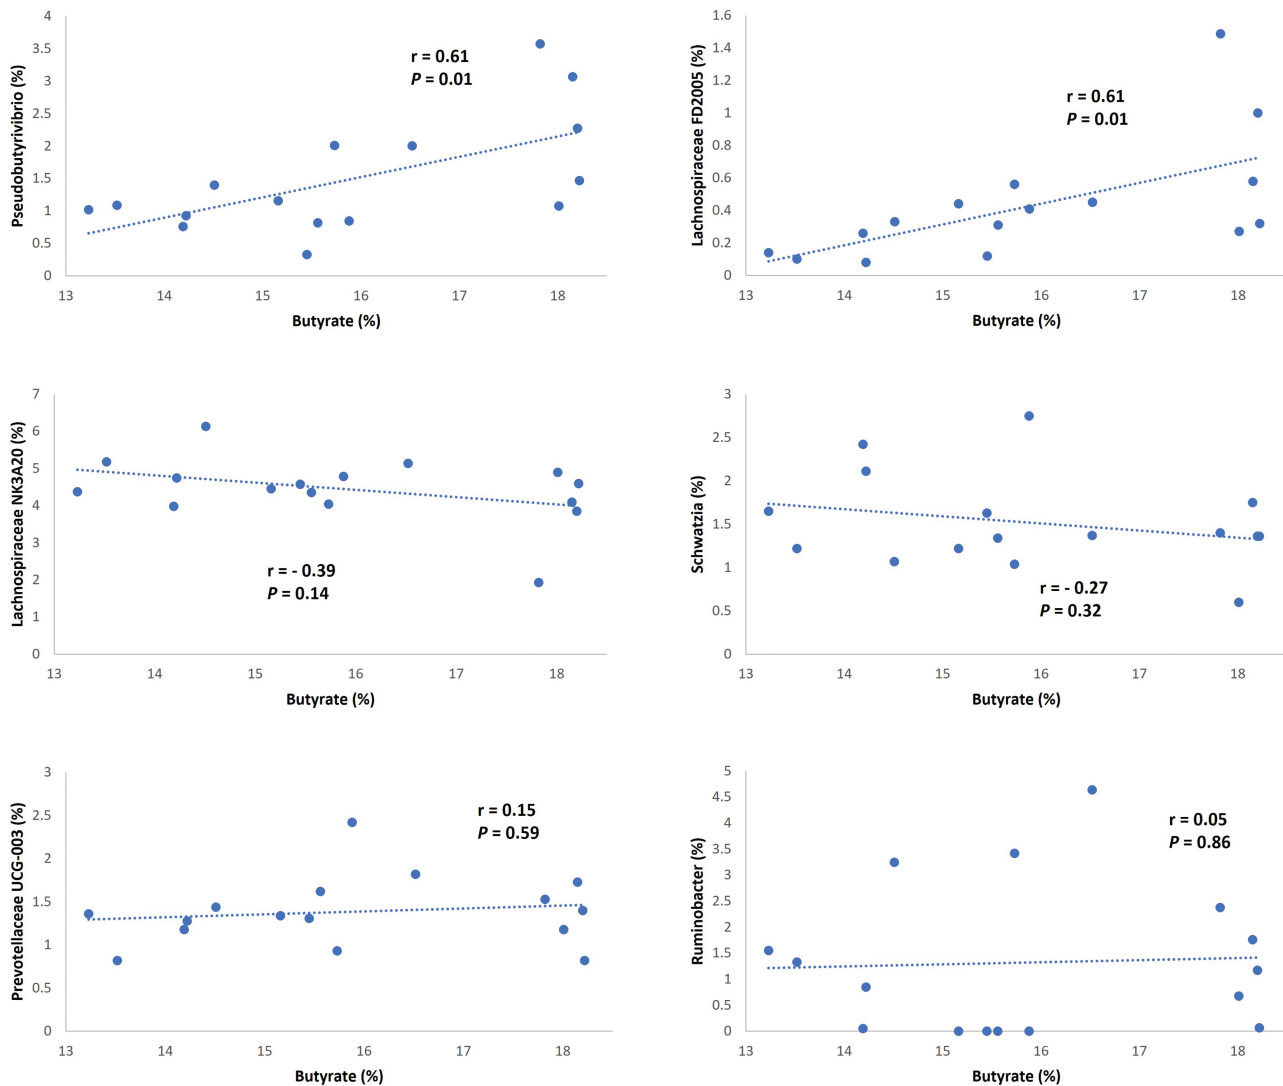 4
3.5
3
2.5
2
1.5
1
0.5
0
Pseudobutyrivibrio (%)
r = 0.61
P = 0.01
13 14 15 16 17 18
Butyrate (%)
1.6
1.4
1.2
1
0.8
0.6
0.4
0.2
0
Lachnospiraceae FD2005 (%)
r = 0.61
P = 0.01
13 14 15 16 17 18
Butyrate (%)
7
6
5
4
3
2
1
0
Lachnospiraceae NK3A20 (%)
r = - 0.39
P = 0.14
13 14 15 16 17 18
Butyrate (%)
3
2.5
2
1.5
1
0.5
0
Schwatzia (%)
r = - 0.27
P = 0.32
13 14 15 16 17 18
Butyrate (%)
3
2.5
2
1.5
1
0.5
0
Prevotellaceae UCG-003 (%)
r = 0.15
P = 0.59
13 14 15 16 17 18
Butyrate (%)
5
4.5
4
3.5
3
2.5
2
1.5
1
0.5
0
Ruminobacter (%)
r = 0.05
P = 0.86
13 14 15 16 17 18
Butyrate (%)